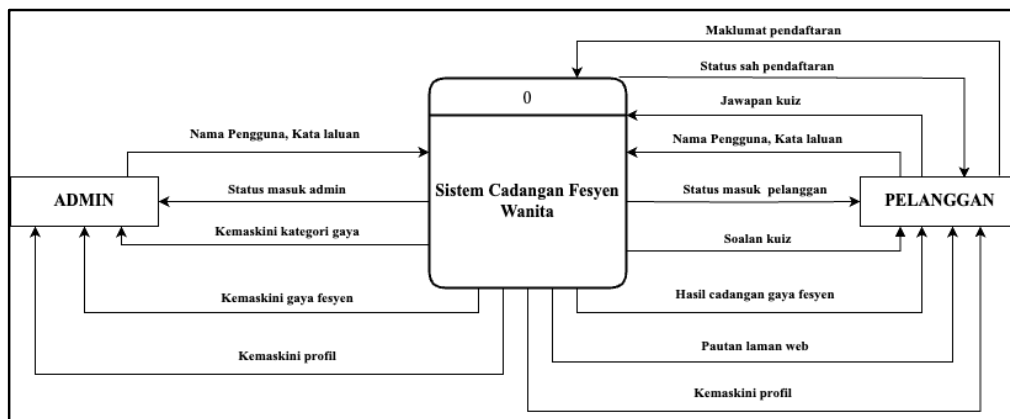 Maklumat pendaftaran
Status sah pendaftaran
0
Jawapan kuiz
Nama Pengguna, Kata laluan
Nama Pengguna, Kata laluan
ADMIN
Status masuk admin
Sistem Cadangan Fesyen
Wanita
Status masuk pelanggan
PELANGGAN
Kemaskini kategori gaya
Soalan kuiz
Kemaskini gaya fesyen
Hasil cadangan gaya fesyen
Kemaskini profil
Pautan laman web
Kemaskini profil